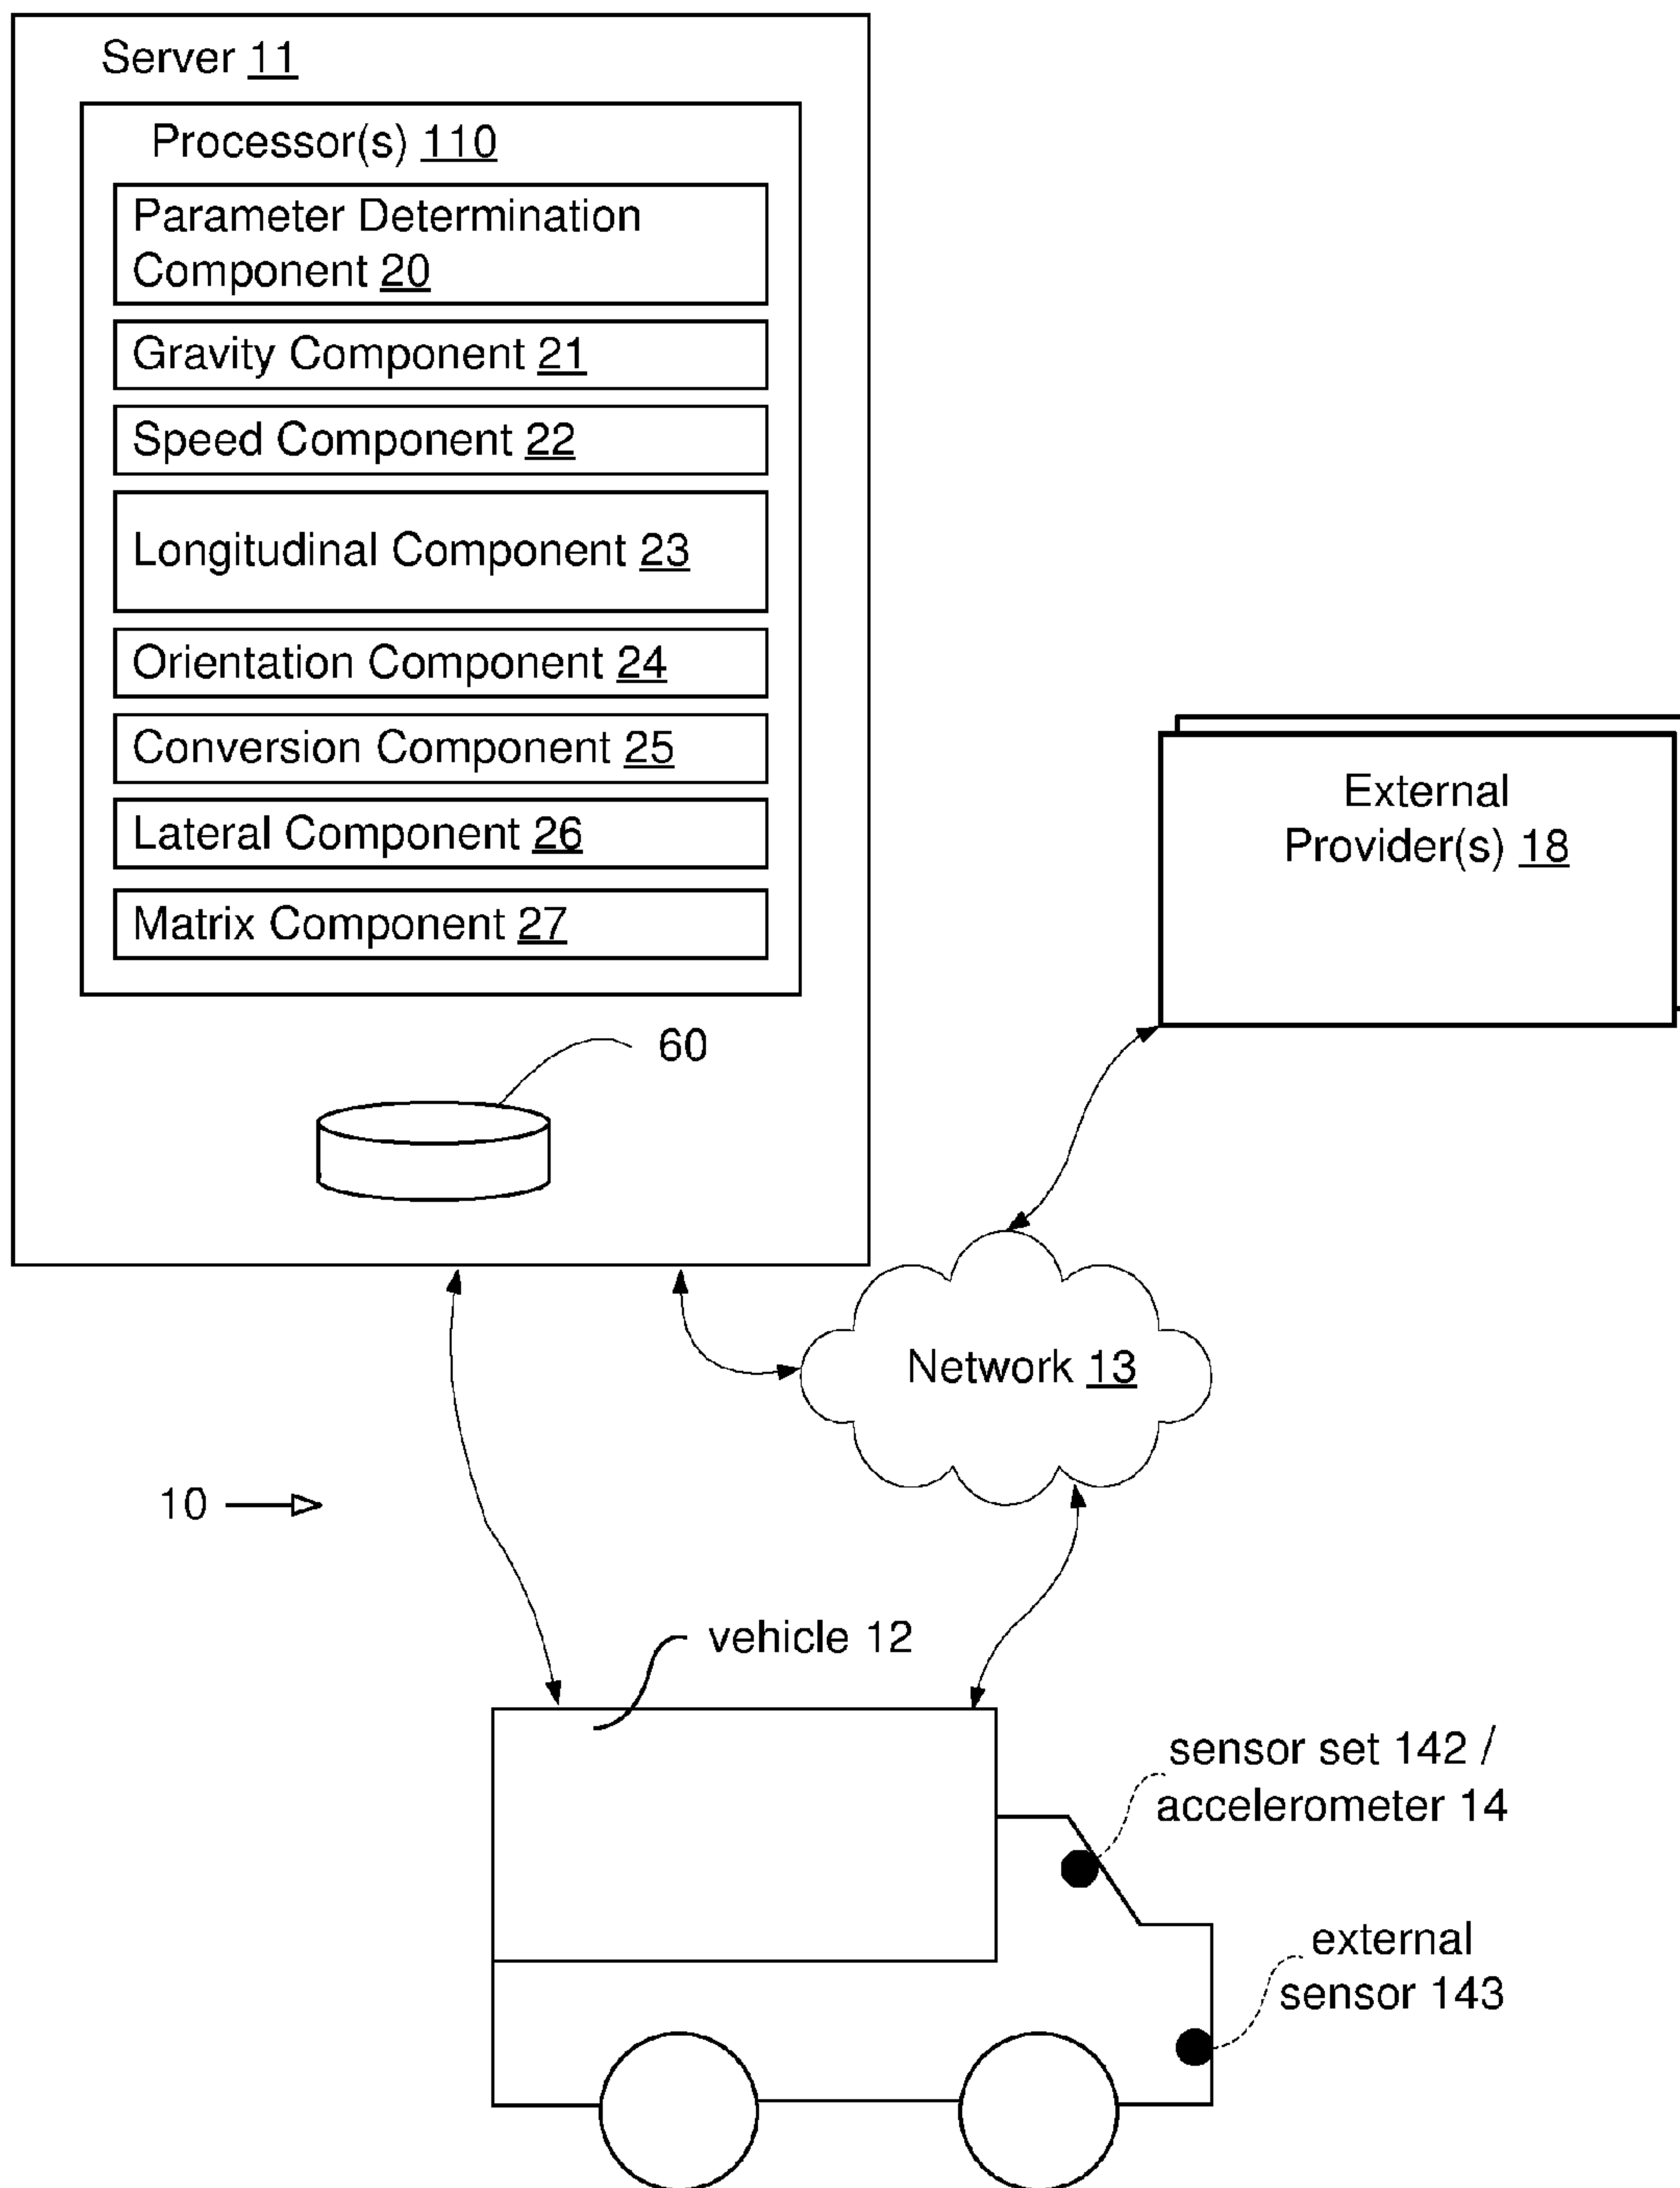 Server 11
Processor(s) 110
Parameter Determination
Component 20
Gravity Component 21
Speed Component 22
Longitudinal Component 23
Orientation Component 24
Conversion Component 25
Lateral Component 26
Matrix Component 27
60
External
Provider(s) 18
Network 13
10
vehicle 12
sensor set 142 /
accelerometer 14
external
sensor 143